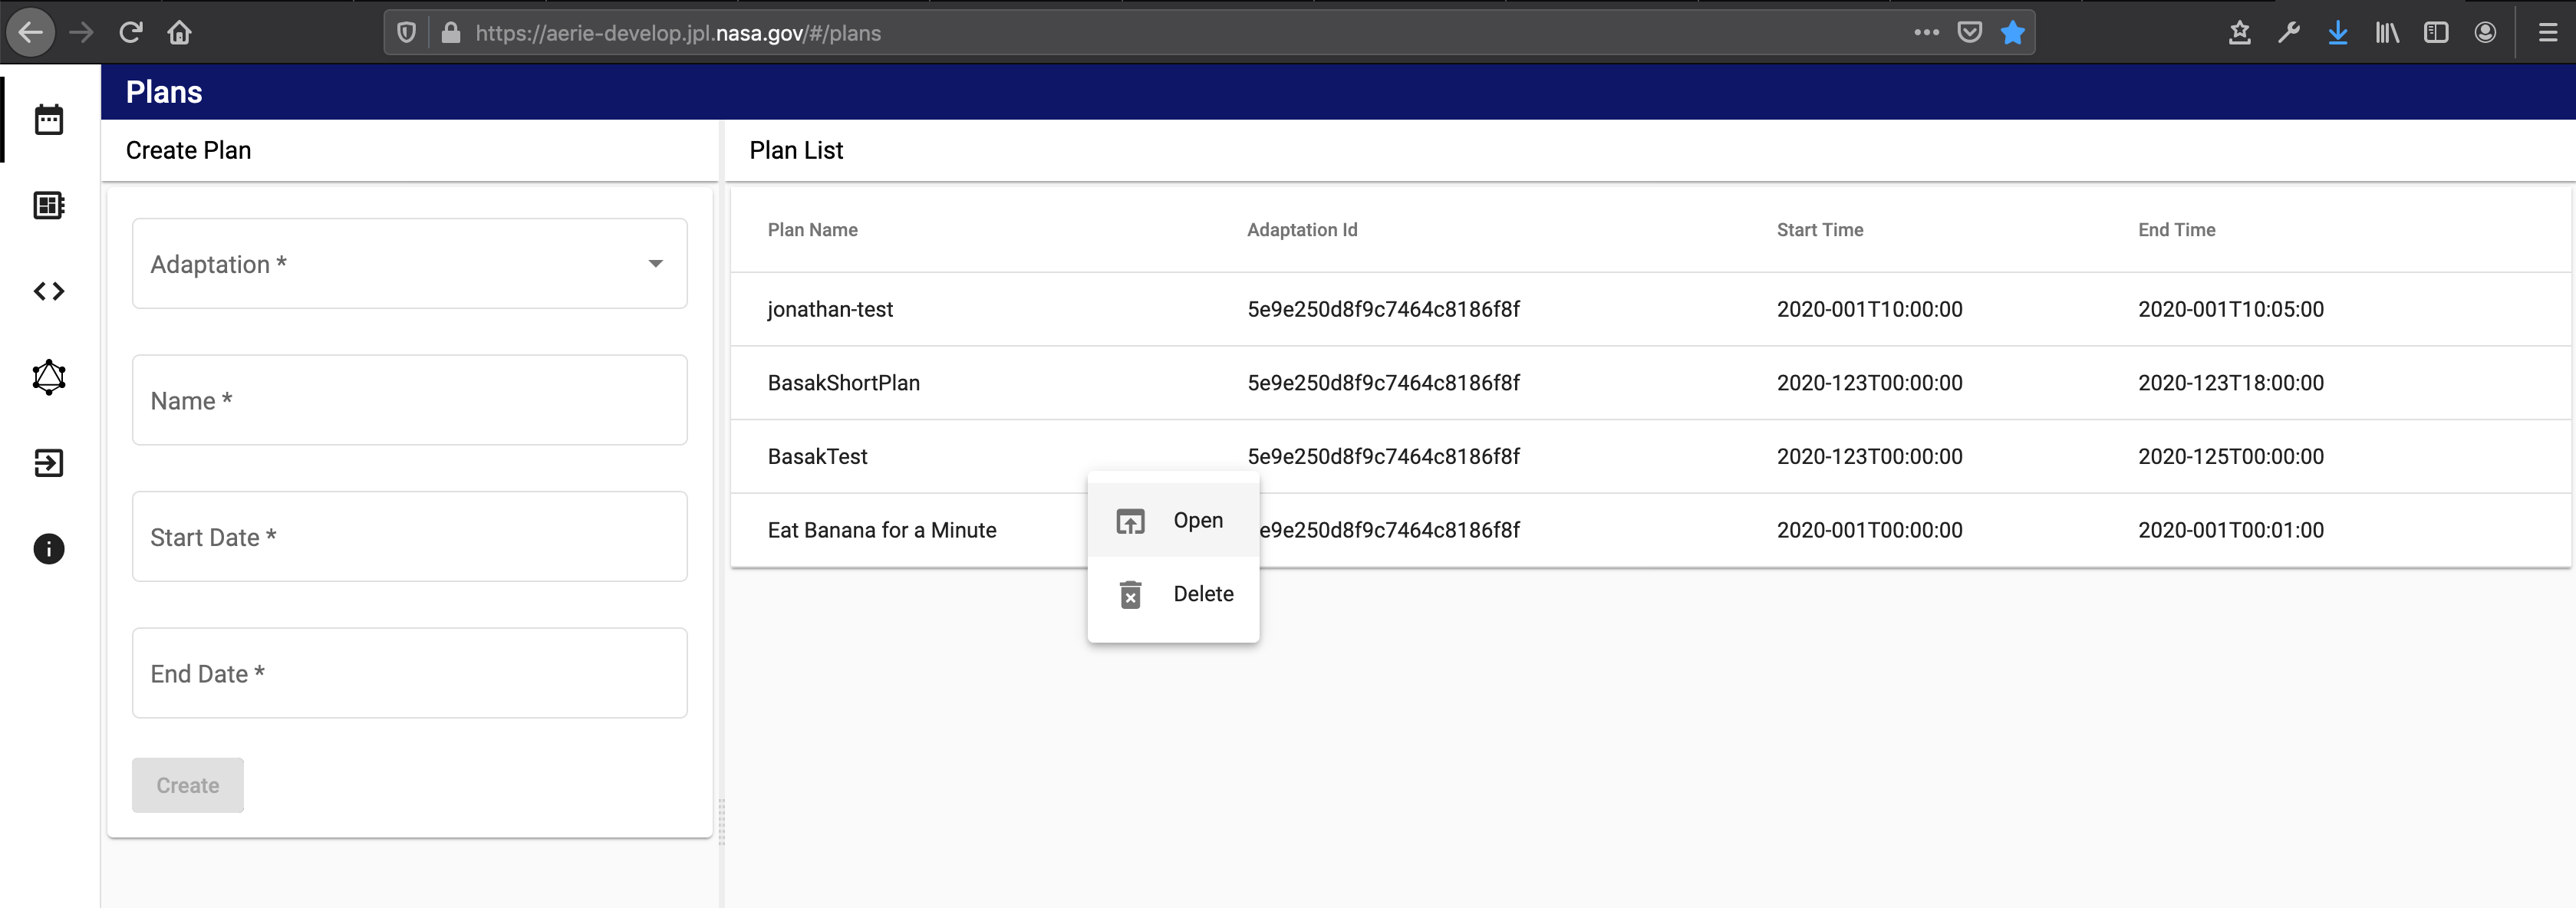 https://aerie-develop.jpl.nasa.gov/#/plans
Plans
Create Plan
Adaptation *
Name *
Start Date *
End Date *
Create
Plan List
Plan Name Adaptation Id Start Time End Time
jonathan-test 5e9e250d8f9c7464c8186f8f 2020-001T10:00:00 2020-001T10:05:00
BasakShortPlan 5e9e250d8f9c7464c8186f8f 2020-123T00:00:00 2020-123T18:00:00
BasakTest 5e9e250d8f9c7464c8186f8f 2020-123T00:00:00 2020-125T00:00:00
Eat Banana for a Minute e9e250d8f9c7464c8186f8f 2020-001T00:00:00 2020-001T00:01:00
Open
Delete